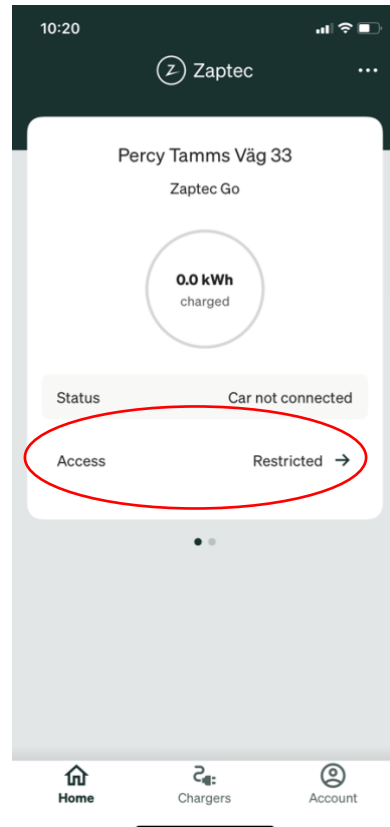 10:20
Zaptec
Percy Tamms Väg 33
Zaptec Go
0.0 kWh
charged
Status Car not connected
Access Restricted →
Home Chargers Account